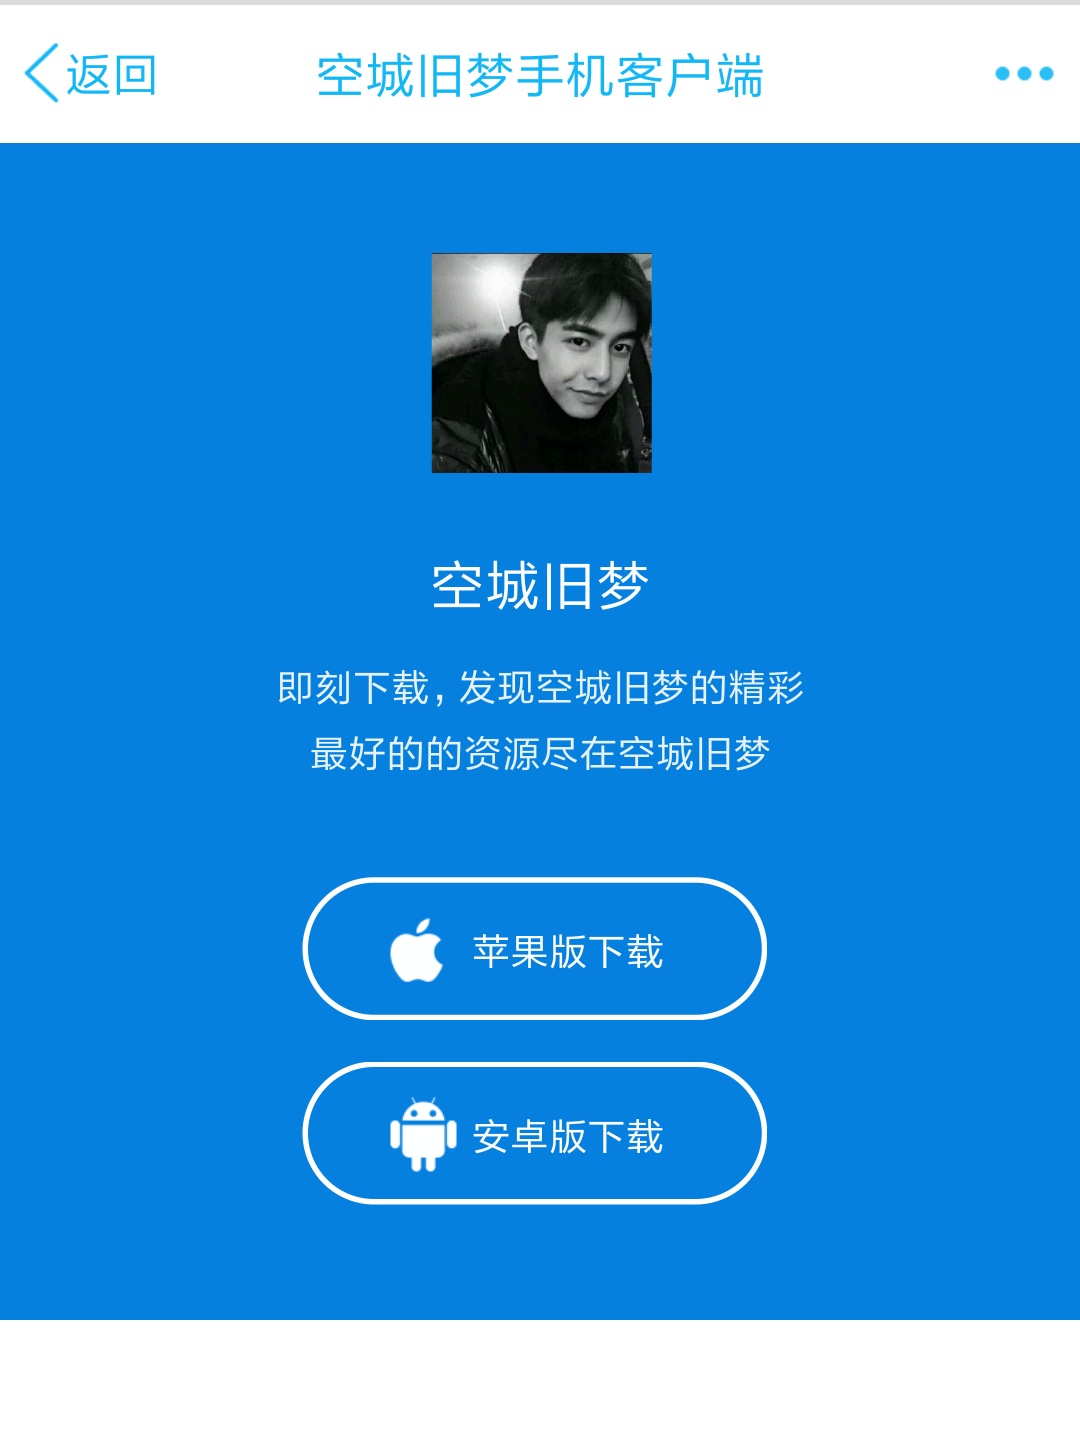 返回
空城旧梦手机客户端
空城旧梦
即刻下载，发现空城旧梦的精彩
最好的的资源尽在空城旧梦
苹果版下载
安卓版下载